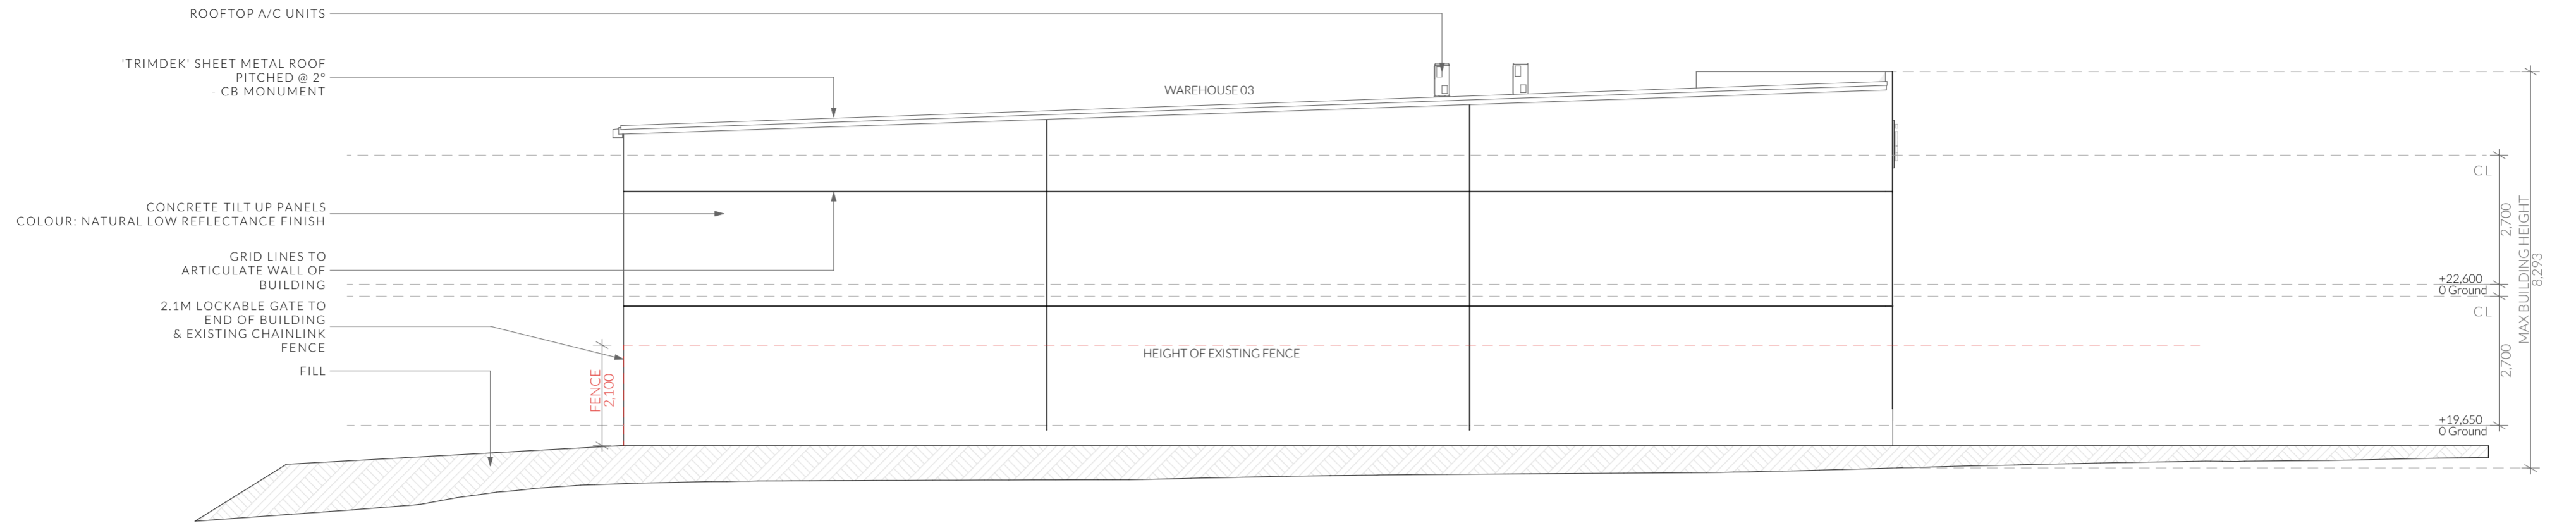 ROOFTOP A/C UNITS
'TRIMDEK' SHEET METAL ROOF
PITCHED @ 2°
- CB MONUMENT
WAREHOUSE 03
CONCRETE TILT UP PANELS
COLOUR: NATURAL LOW REFLECTANCE FINISH
GRID LINES TO
ARTICULATE WALL OF
BUILDING
2.1M LOCKABLE GATE TO
END OF BUILDING
& EXISTING CHAINLINK
FENCE
FILL
FENCE
2,100
HEIGHT OF EXISTING FENCE
CL
2,700
+22,600
0 Ground
CL
2,700
+19,650
0 Ground
MAX BUILDING HEIGHT
8,293